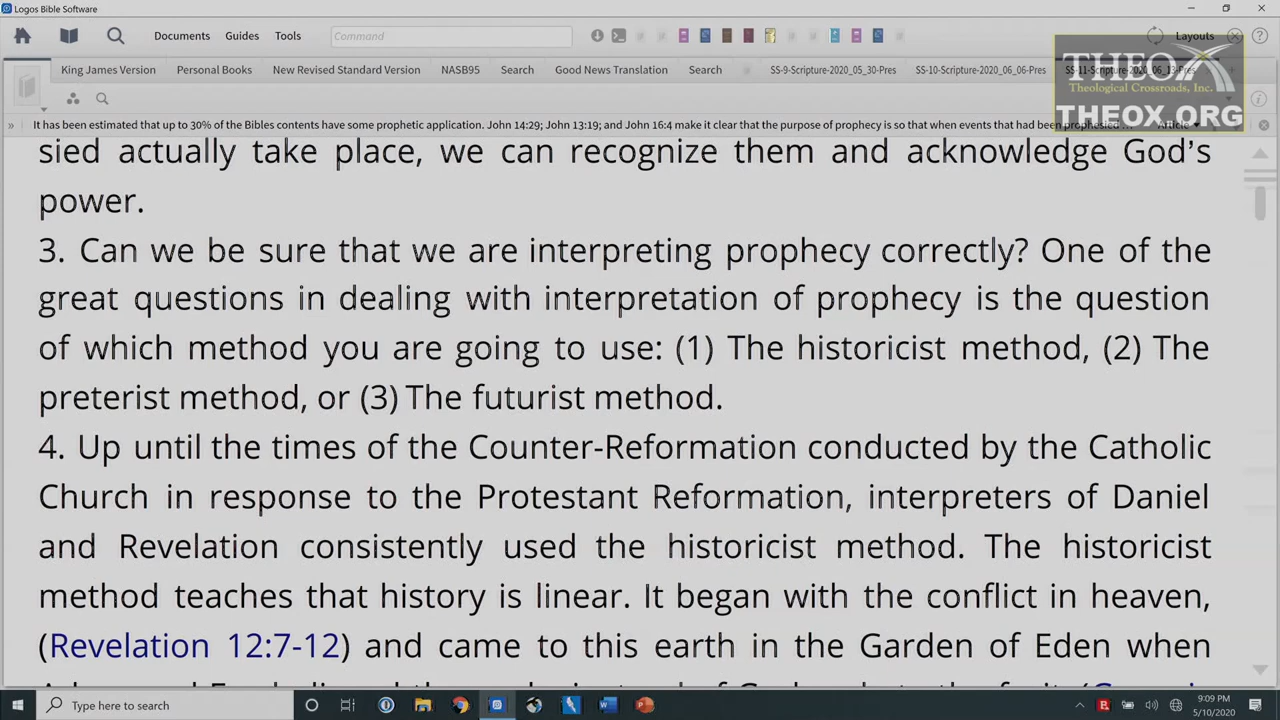 Logos Bible Software
Documents Guides Tools Command Layouts
King James Version Personal Books New Revised Standard 5 Search Good News Translation Search SS-9-Scripture-2020_05_30-Pres SS-10-Scripture-2020_06_06-Pres SS-11-Scripture-2020_06_13-Pres
THEOX
Theological Crossroads, Inc.
THEOX.ORG
» It has been estimated that up to 30% of the Bibles contents have some prophetic application. John 14:29; John 13:19; and John 16:4 make it clear that the purpose of prophecy is so that when events that had been prophesied ... Article
sied actually take place, we can recognize them and acknowledge God's
power.
3. Can we be sure that we are interpreting prophecy correctly? One of the
great questions in dealing with interpretation of prophecy is the question
of which method you are going to use: (1) The historicist method, (2) The
preterist method, or (3) The futurist method.
4. Up until the times of the Counter-Reformation conducted by the Catholic
Church in response to the Protestant Reformation, interpreters of Daniel
and Revelation consistently used the historicist method. The historicist
method teaches that history is linear. It began with the conflict in heaven,
(Revelation 12:7-12) and came to this earth in the Garden of Eden when
Type here to search
9:09 PM
5/10/2020